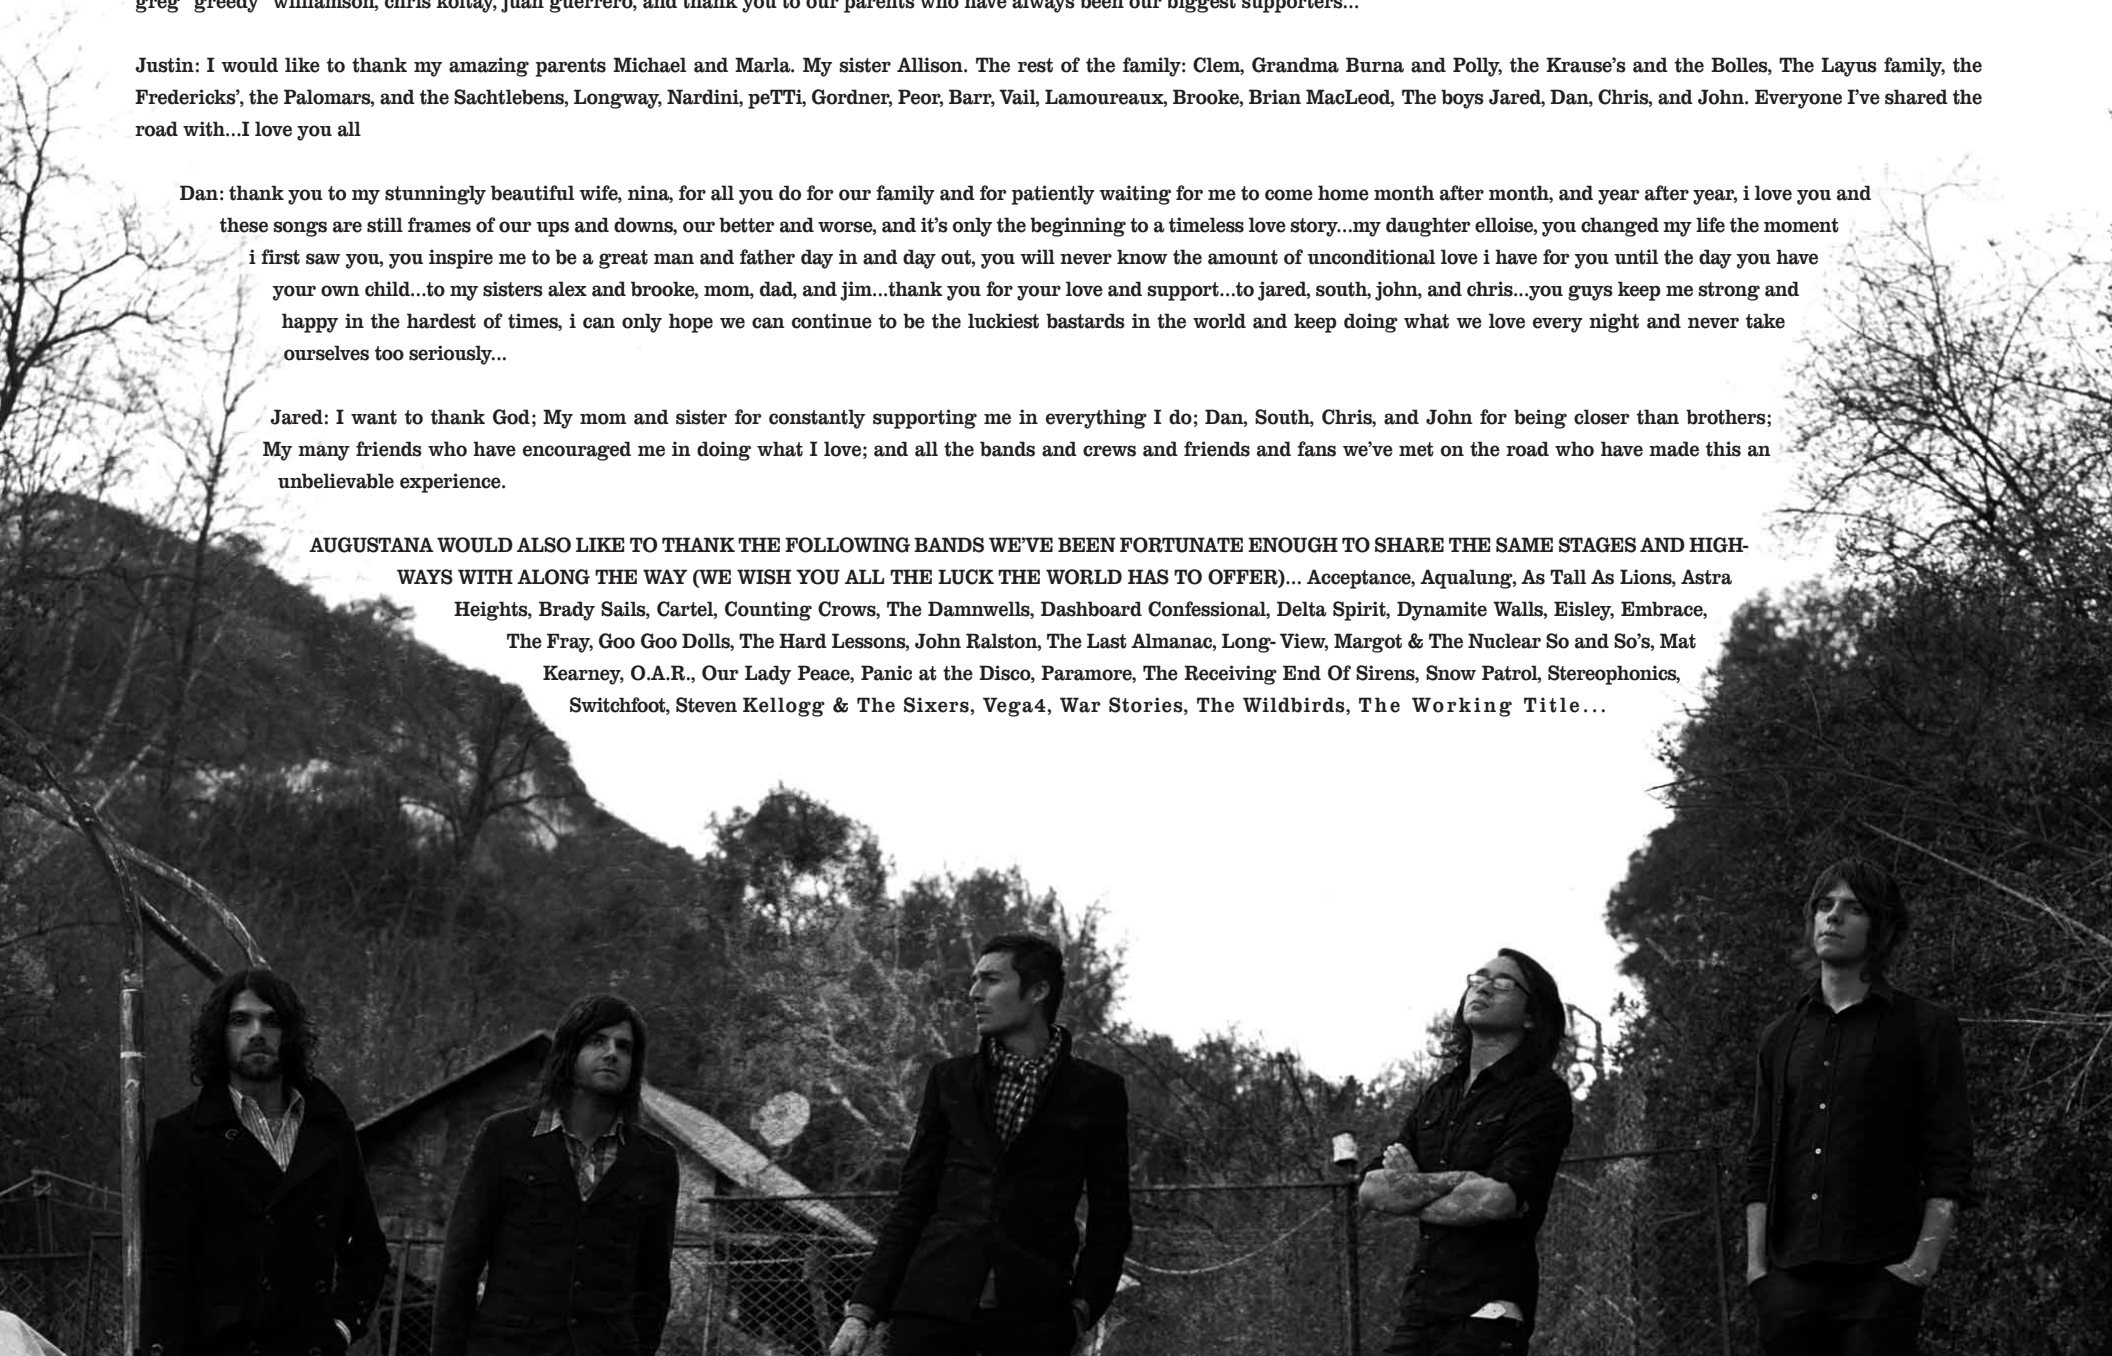 greg "greedy" williamson, chris koltay, juan guerrero, and thank you to our parents who have always been our biggest supporters...
Justin: I would like to thank my amazing parents Michael and Marla. My sister Allison. The rest of the family: Clem, Grandma Burna and Polly, the Krause's and the Bolles, The Layus family, the
Fredericks', the Palomars, and the Sachtlebens, Longway, Nardini, peTTi, Gordner, Peor, Barr, Vail, Lamoureaux, Brooke, Brian MacLeod, The boys Jared, Dan, Chris, and John. Everyone I've shared the
road with...I love you all
Dan: thank you to my stunningly beautiful wife, nina, for all you do for our family and for patiently waiting for me to come home month after month, and year after year, i love you and
these songs are still frames of our ups and downs, our better and worse, and it's only the beginning to a timeless love story...my daughter elloise, you changed my life the moment
i first saw you, you inspire me to be a great man and father day in and day out, you will never know the amount of unconditional love i have for you until the day you have
your own child...to my sisters alex and brooke, mom, dad, and jim...thank you for your love and support...to jared, south, john, and chris...you guys keep me strong and
happy in the hardest of times, i can only hope we can continue to be the luckiest bastards in the world and keep doing what we love every night and never take
ourselves too seriously...
Jared: I want to thank God; My mom and sister for constantly supporting me in everything I do; Dan, South, Chris, and John for being closer than brothers;
My many friends who have encouraged me in doing what I love; and all the bands and crews and friends and fans we've met on the road who have made this an
unbelievable experience.
AUGUSTANA WOULD ALSO LIKE TO THANK THE FOLLOWING BANDS WE'VE BEEN FORTUNATE ENOUGH TO SHARE THE SAME STAGES AND HIGH-
WAYS WITH ALONG THE WAY (WE WISH YOU ALL THE LUCK THE WORLD HAS TO OFFER)... Acceptance, Aqualung, As Tall As Lions, Astra
Heights, Brady Sails, Cartel, Counting Crows, The Damnwells, Dashboard Confessional, Delta Spirit, Dynamite Walls, Eisley, Embrace,
The Fray, Goo Goo Dolls, The Hard Lessons, John Ralston, The Last Almanac, Long- View, Margot & The Nuclear So and So's, Mat
Kearney, O.A.R., Our Lady Peace, Panic at the Disco, Paramore, The Receiving End Of Sirens, Snow Patrol, Stereophonics,
Switchfoot, Steven Kellogg & The Sixers, Vega4, War Stories, The Wildbirds, The Working Title...